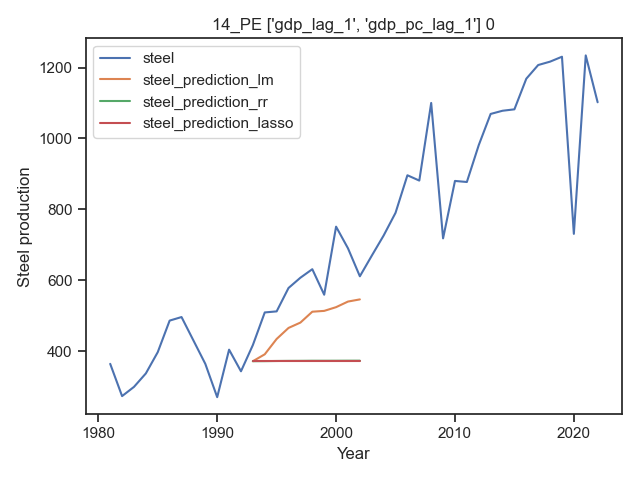 14_PE ['gdp_lag_1', 'gdp_pc_lag_1'] 0
steel
steel_prediction_lm
steel_prediction_rr
steel_prediction_lasso
Steel production
1200
1000
800
600
400
1980
1990
2000
2010
2020
Year